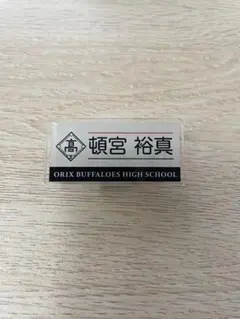 高 頓宮 裕真
ORIX BUFFALOES HIGH SCHOOL